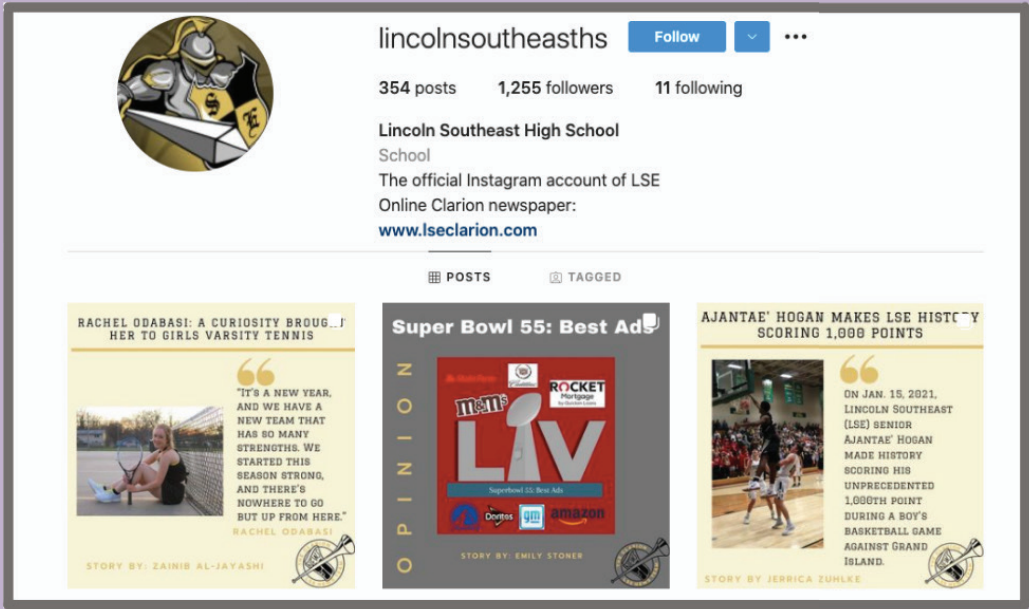 lincolnsoutheasths Follow
354 posts 1,255 followers 11 following
Lincoln Southeast High School
School
The official Instagram account of LSE
Online Clarion newspaper:
www.lseclarion.com
POSTS TAGGED
RACHEL ODABASI: A CURIOSITY
HER TO GIRLS VARSITY TENNIS
"IT'S A NEW YEAR,
AND WE HAVE A
NEW TEAM THAT
HAS SO MANY
STRENGTHS. WE
STARTED THIS
SEASON STRONG,
AND THERE'S
NOWHERE TO GO
BUT UP FROM HERE."
RACHEL ODABASI
STORY BY: ZAINIB AL-JAYASHI
Super Bowl 55: Best Ads
OPINION
ROCKET
Mortgage
m&m's
LIV
Superbowl 55: Best Ads
Doritos gm amazon
STORY BY: EMILY STONER
AJANTAE' HOGAN MAKES LSE HISTORY
SCORING 1,000 POINTS
ON JAN. 15, 2021,
LINCOLN SOUTHEAST
(LSE) SENIOR
AJANTAE' HOGAN
MADE HISTORY
SCORING HIS
UNPRECEDENTED
1,000TH POINT
DURING A BOY'S
BASKETBALL GAME
AGAINST GRAND
ISLAND.
STORY BY JERRICA ZUHLKE